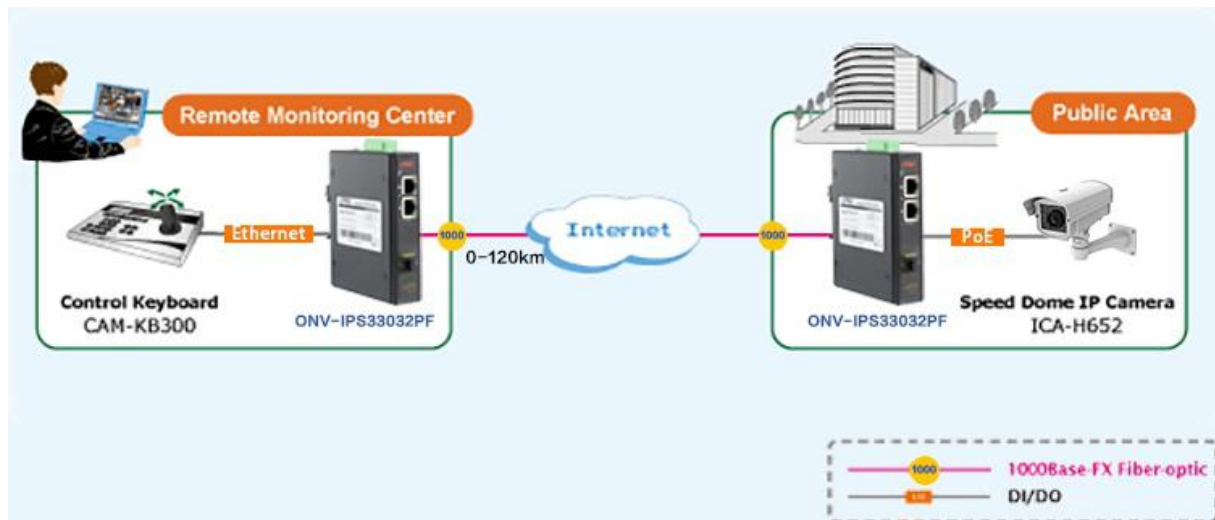 Remote Monitoring Center
Public Area
1000
Ethernet
0-120km
Internet
1000
PoE
Control Keyboard
CAM-KB300
ONV-IPS33032PF
ONV-IPS33032PF
Speed Dome IP Camera
ICA-H652
1000 1000Base-FX Fiber-optic
DI/DO